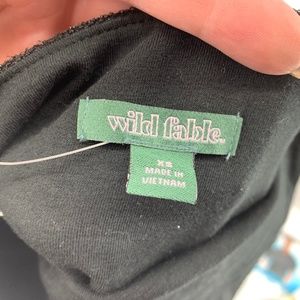 wild fable.
XS
MADE IN
VIETNAM